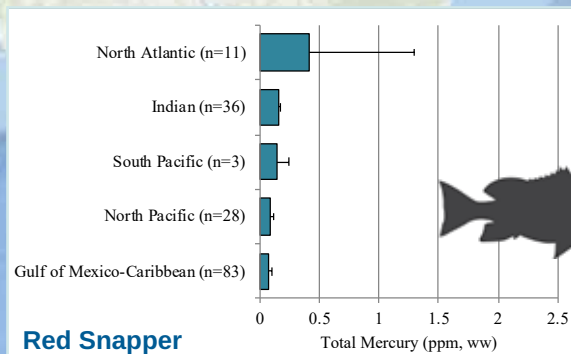 North Atlantic (n=11)
Indian (n=36)
South Pacific (n=3)
North Pacific (n=28)
Gulf of Mexico-Caribbean (n=83)
0 0.5 1 1.5 2 2.5
Red Snapper
Total Mercury (ppm, ww)